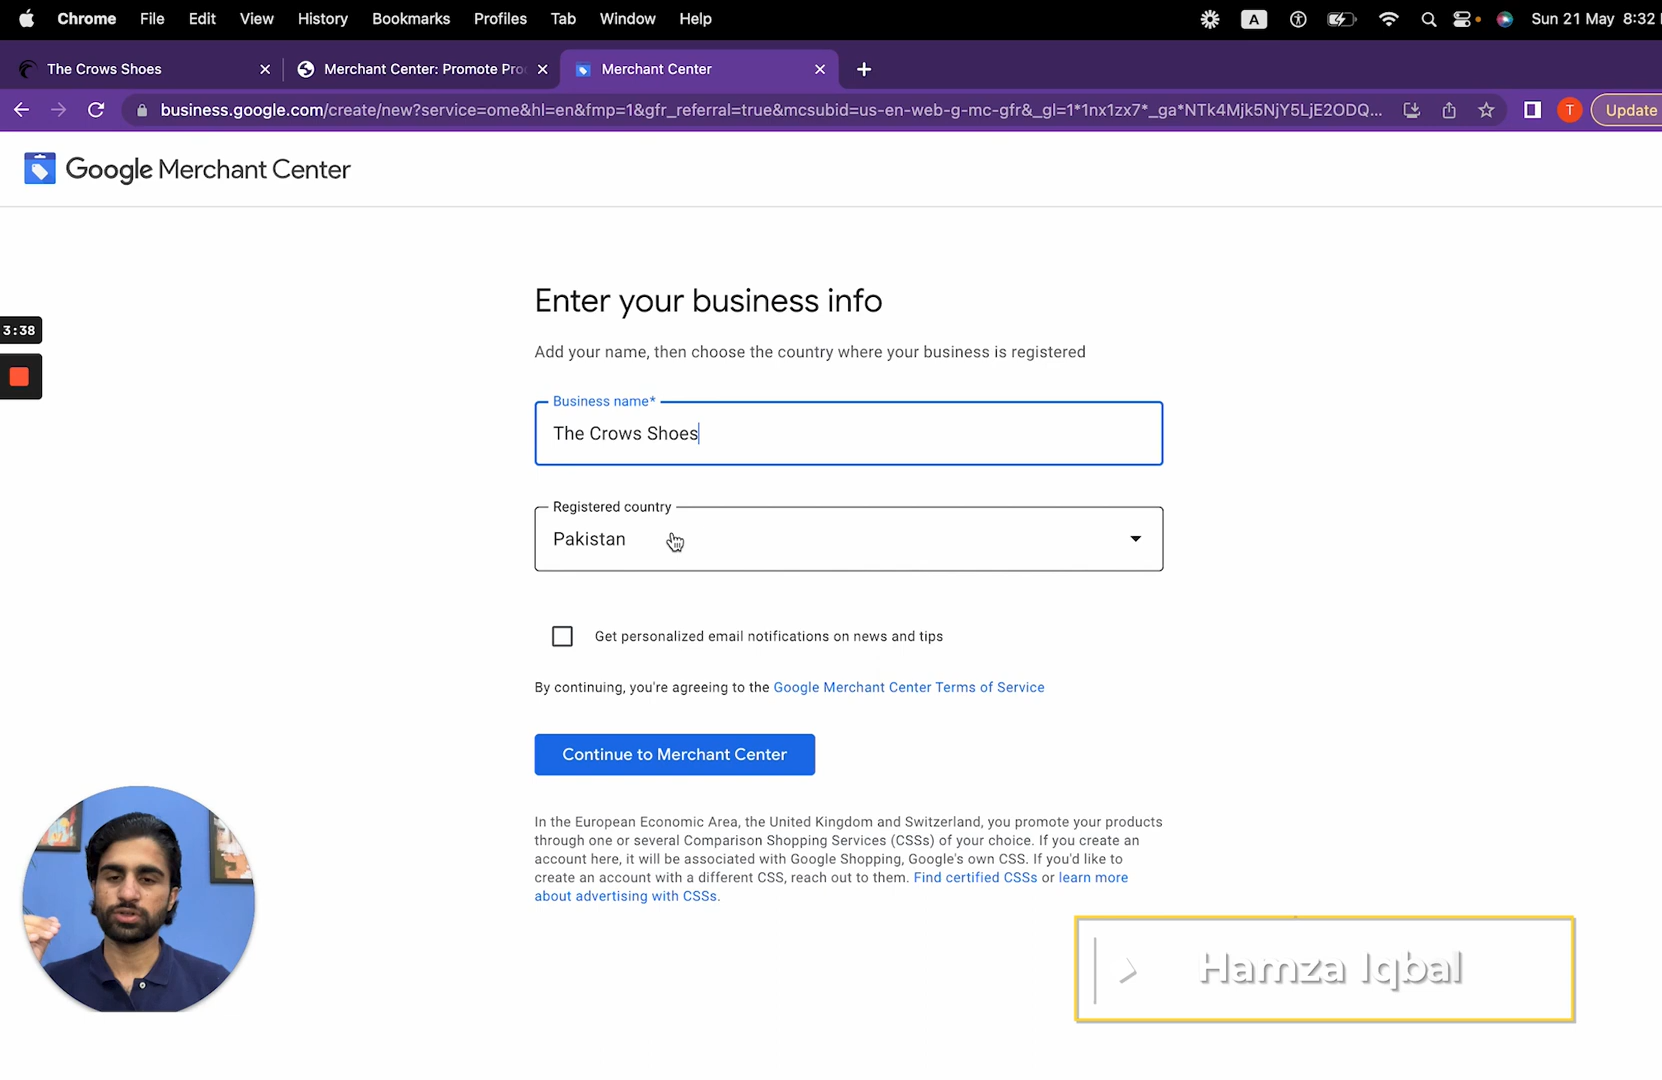 Chrome File Edit View History Bookmarks Profiles Tab Window Help A Sun 21 May 8:32
The Crows Shoes Merchant Center: Promote Pro Merchant Center
business.google.com/create/new?service=ome&hl=en&fmp=1&gfr_referral=true&mcsubid=us-en-web-g-mc-gfr&_gl=1*1nx1zx7*_ga*NTk4Mjk5NjY5LjE2ODQ... T Update
Google Merchant Center
Enter your business info
3:38
Add your name, then choose the country where your business is registered
Business name*
The Crows Shoes
Registered country
Pakistan
Get personalized email notifications on news and tips
By continuing, you're agreeing to the Google Merchant Center Terms of Service
Continue to Merchant Center
In the European Economic Area, the United Kingdom and Switzerland, you promote your products
through one or several Comparison Shopping Services (CSSs) of your choice. If you create an
account here, it will be associated with Google Shopping, Google's own CSS. If you'd like to
create an account with a different CSS, reach out to them. Find certified CSSs or learn more
about advertising with CSSs.
Hamza Iqbal